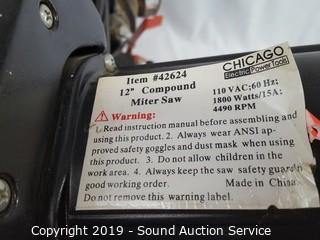 CHICAGO
Electric Power Tools
Item #42624
12" Compound
Miter Saw
110 VAC; 60 Hz;
1800 Watts/15A;
4490 RPM
Warning:
1. Read instruction manual before assembling and
using this product. 2. Always wear ANSI ap-
proved safety goggles and dust mask when using
this product. 3. Do not allow children in the
work area. 4. Always keep the saw safety guards in
good working order. Made in China
Do not remove this warning label.
Copyright 2019 - Sound Auction Service